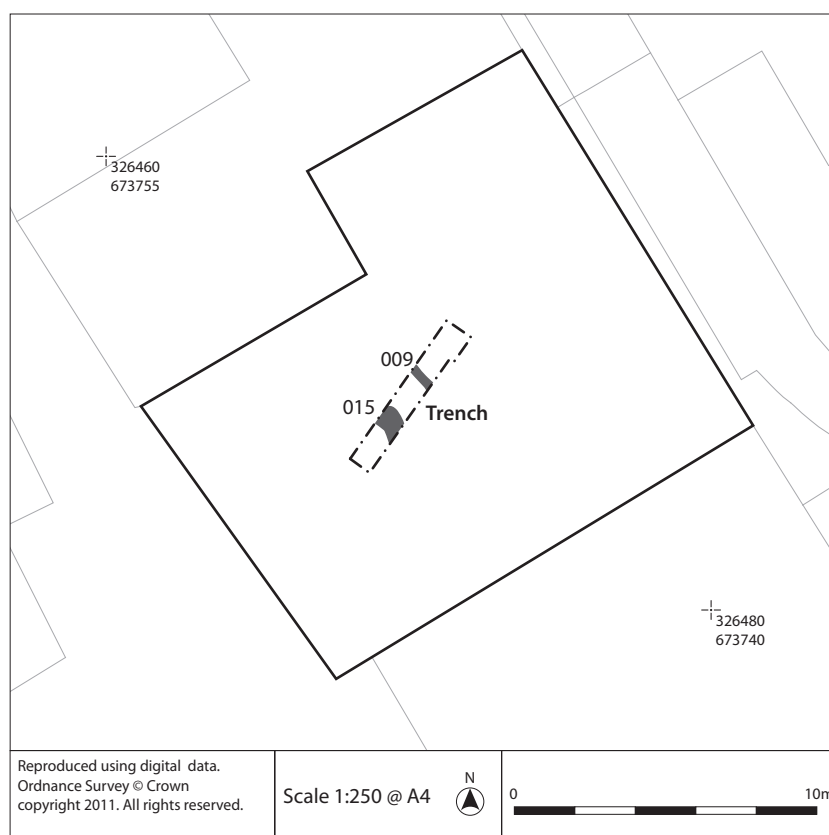 326460
673755
009
015
Trench
326480
673740
Reproduced using digital data.
Ordnance Survey © Crown
copyright 2011. All rights reserved.
Scale 1:250 @ A4
N
0
10m